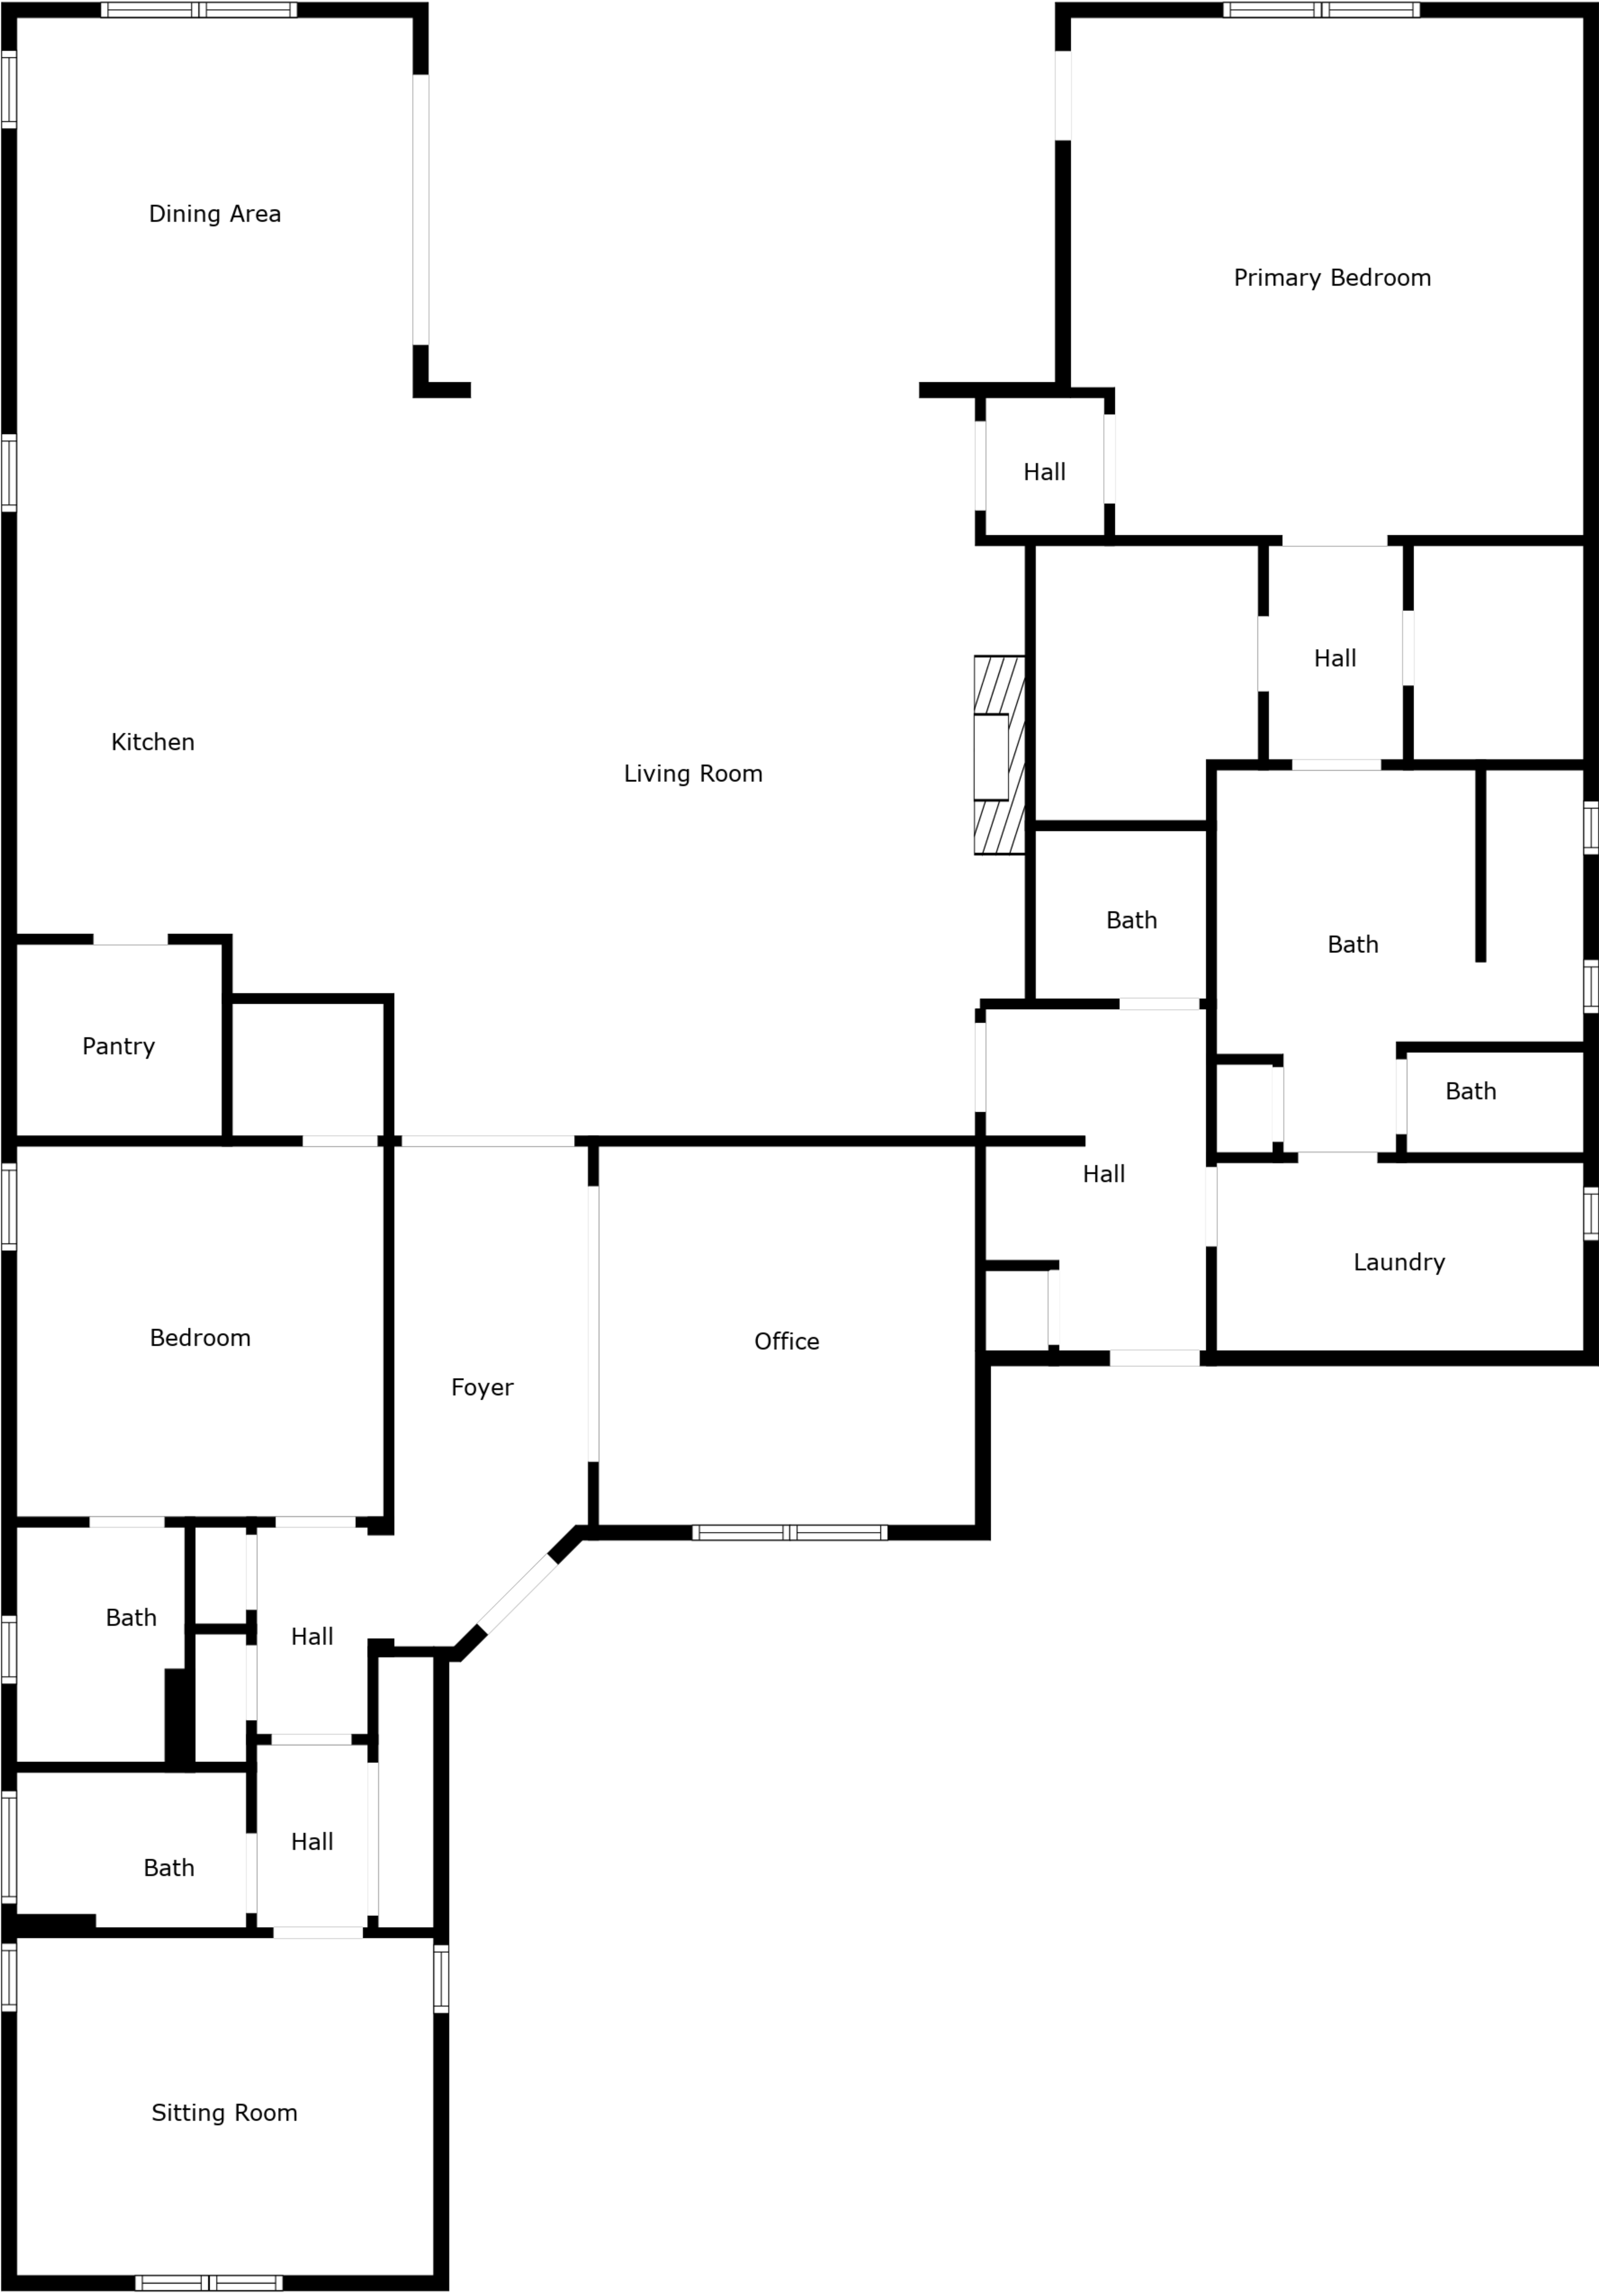 Dining Area
Primary Bedroom
Hall
Hall
Kitchen
Living Room
Bath
Bath
Pantry
Bath
Hall
Laundry
Bedroom
Office
Foyer
Bath
Hall
Hall
Bath
Sitting Room